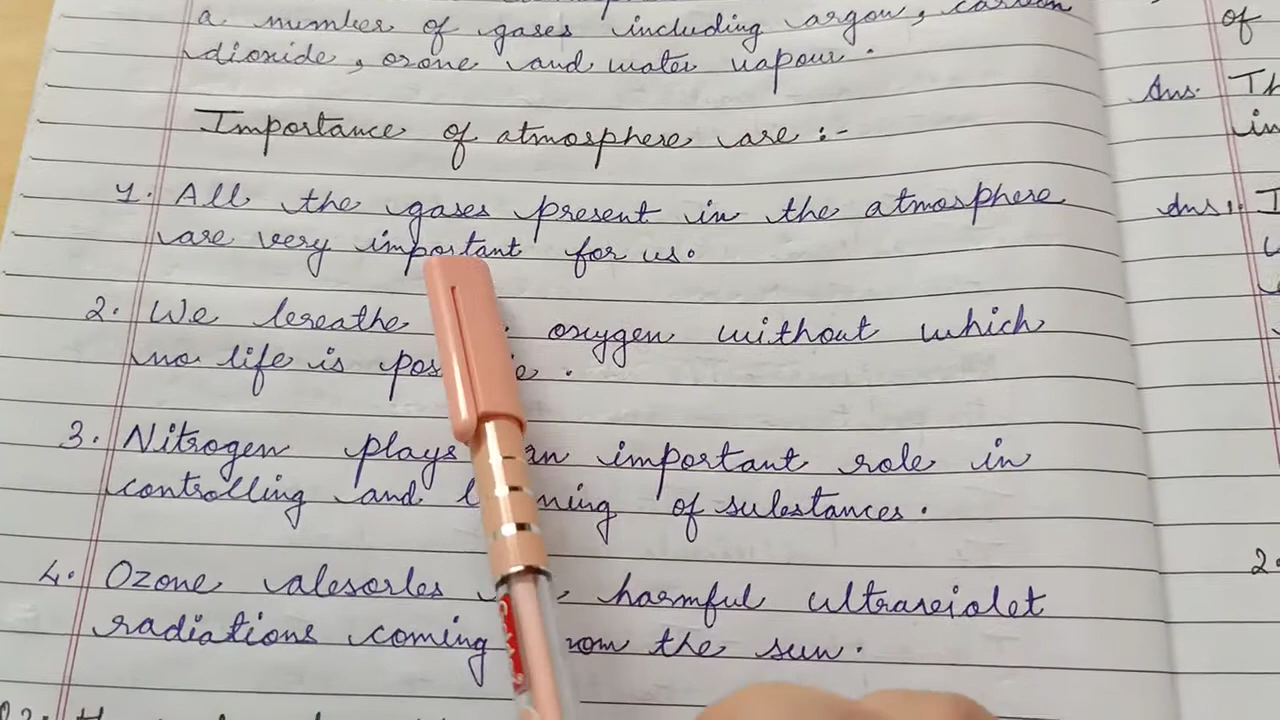 a number of gases including argon, carbon
dioxide, ozone and water vapour.
Importance of atmosphere are :-
1. All the gases present in the atmosphere
are very important for us.
2. We breathe oxygen without which
no life is
3. Nitrogen plays an important role in
controlling and of substances.
4. Ozone absorbs harmful ultraviolet
radiations coming from the sun.
of
Ans. Th
in
Ans. I
2.